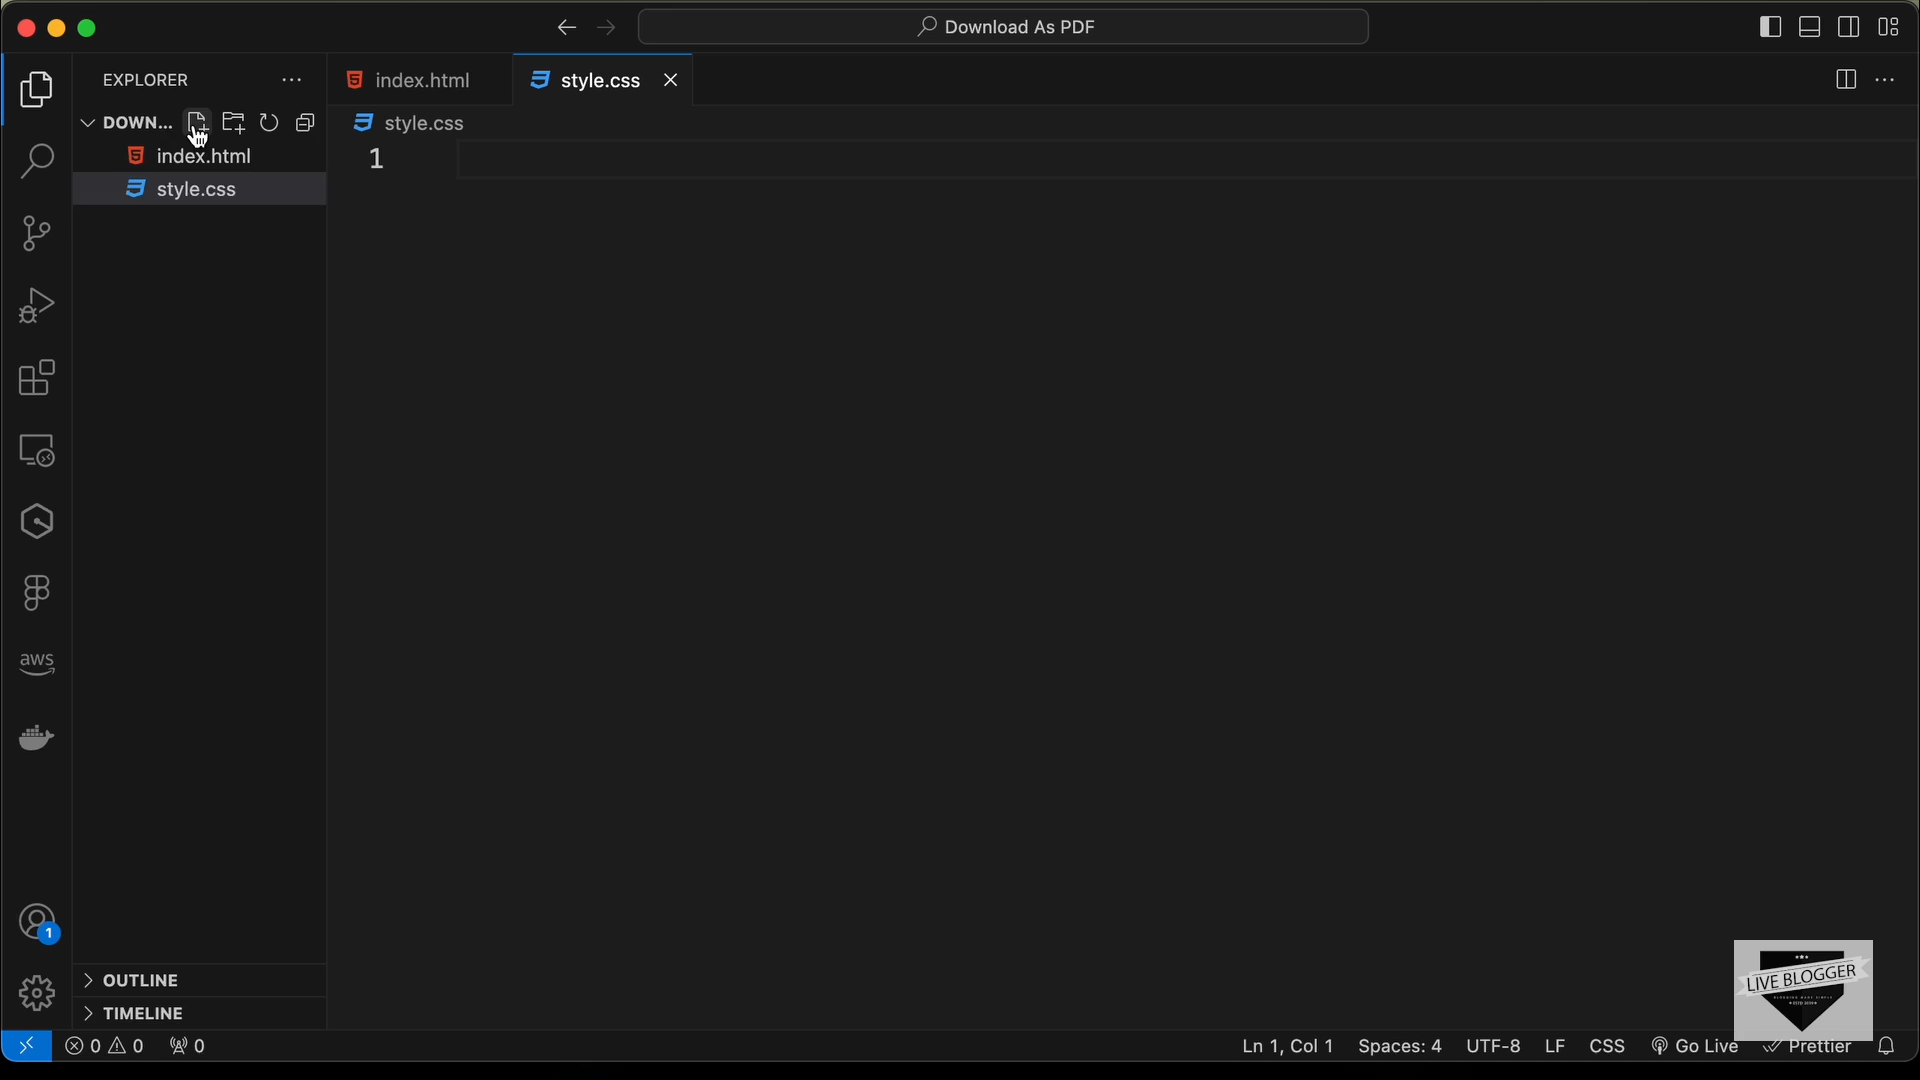 Download As PDF
EXPLORER
index.html
style.css
DOWN...
style.css
index.html
1
style.css
aws
1
OUTLINE
TIMELINE
LIVE BLOGGER
0 0 0
Ln 1, Col 1 Spaces: 4 UTF-8 LF CSS Go Live Prettier